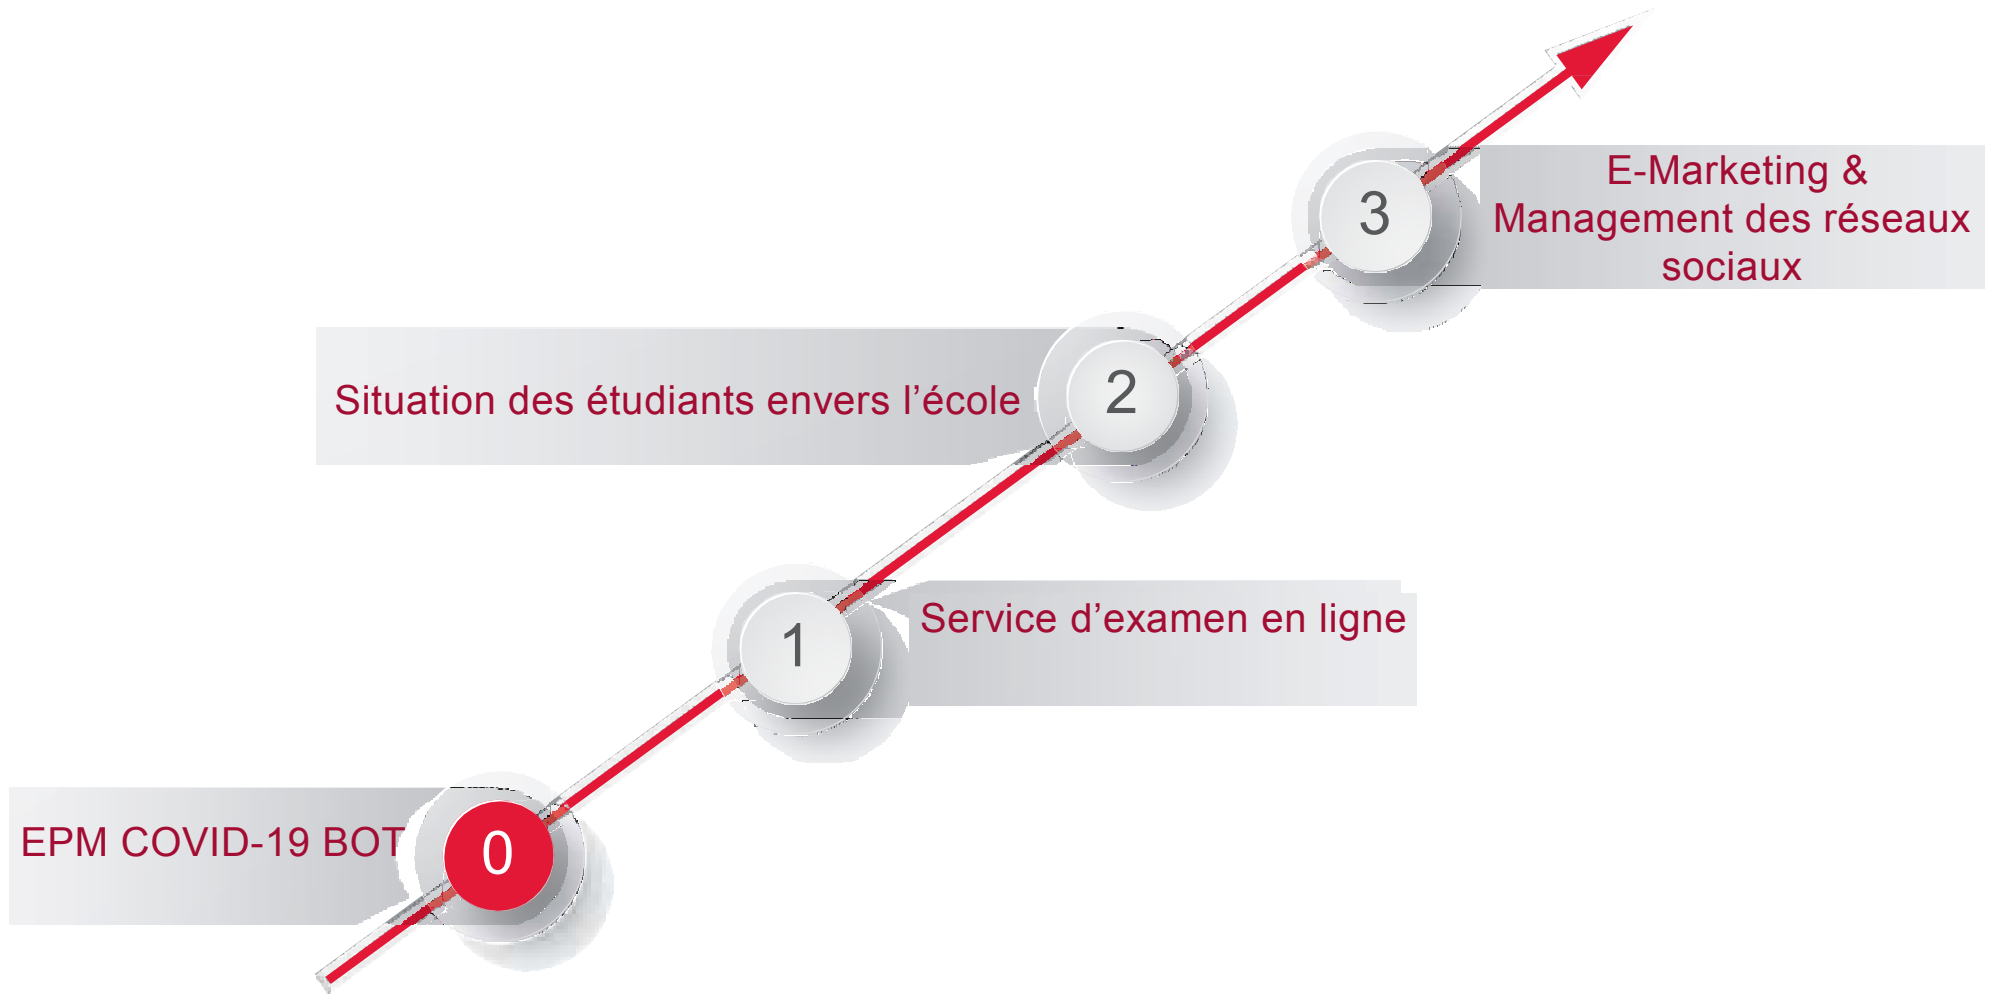 3
E-Marketing &
Management des réseaux
sociaux
Situation des étudiants envers l’école
2
1
Service d’examen en ligne
EPM COVID-19 BOT
0